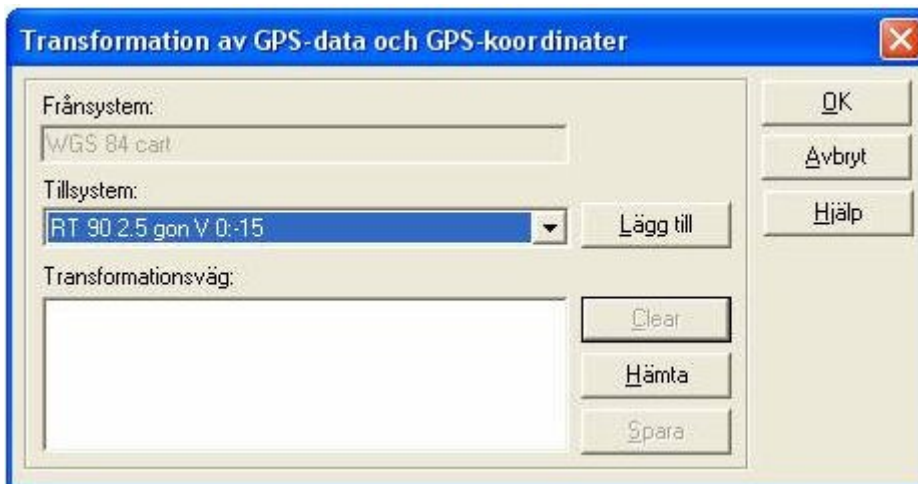 Transformation av GPS-data och GPS-koordinater
Frånsystem:
WGS 84 cart
Tillsystem:
RT 90 2.5 gon V 0:-15
Lägg till
Transformationsväg:
Clear
Hämta
Spara
OK
Avbryt
Hjälp